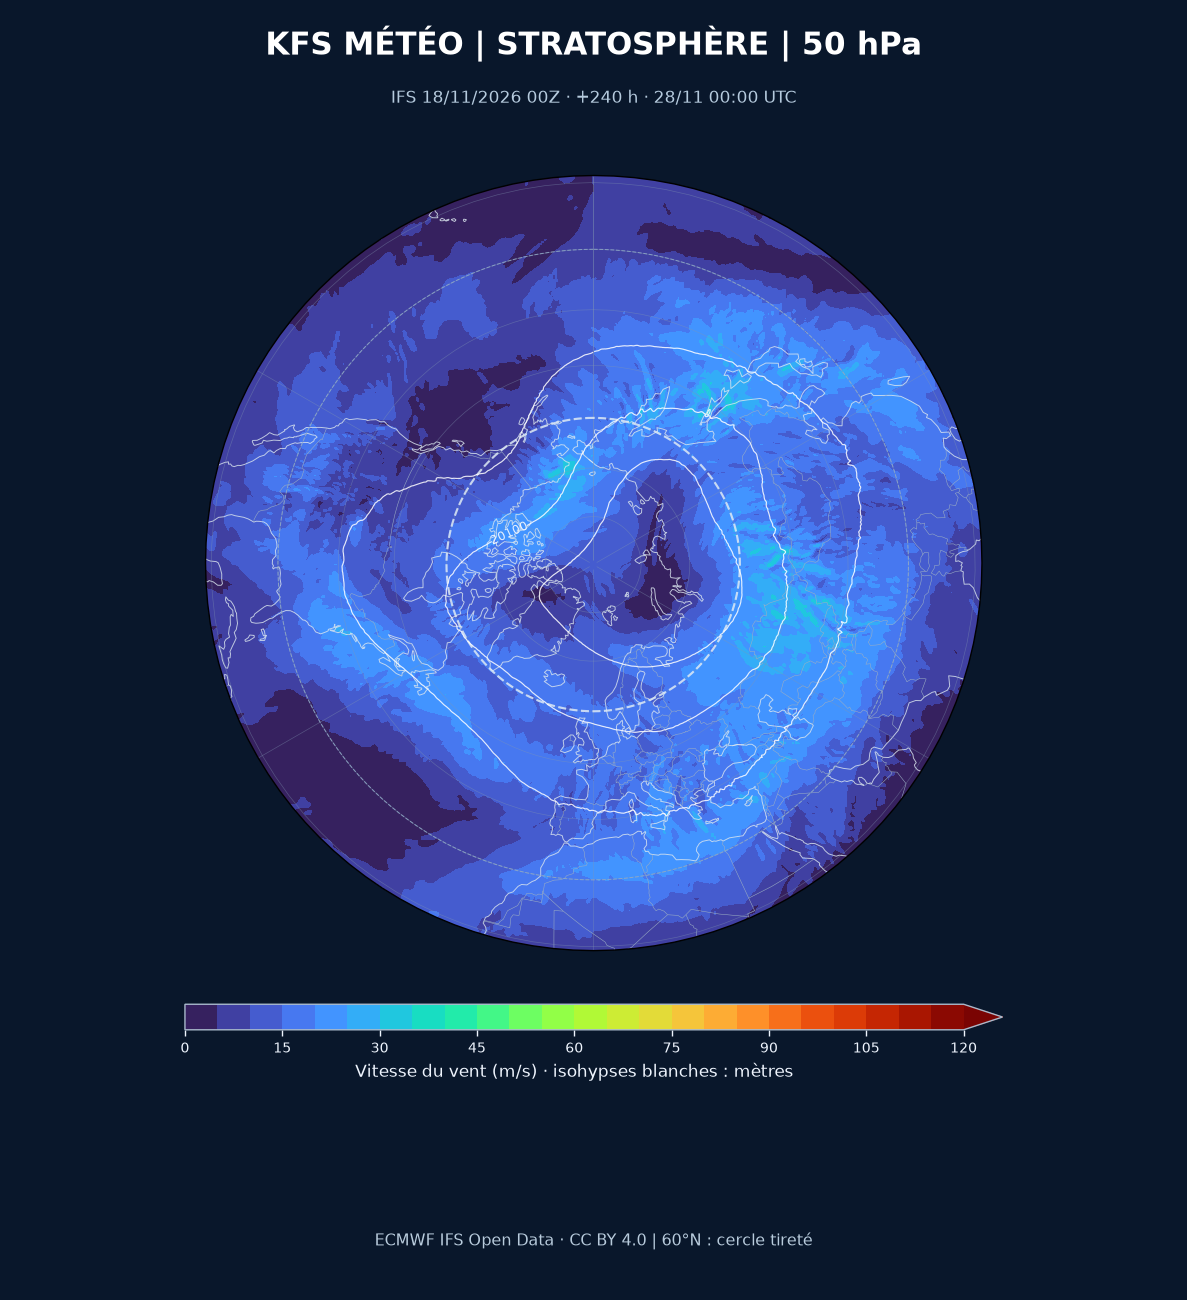 KFS MÉTÉO | STRATOSPHÈRE | 50 hPa
IFS 18/11/2026 00Z · +240 h · 28/11 00:00 UTC
0 15 30 45 60 75 90 105 120
Vitesse du vent (m/s) · isohypses blanches : mètres
ECMWF IFS Open Data · CC BY 4.0 | 60°N : cercle tireté